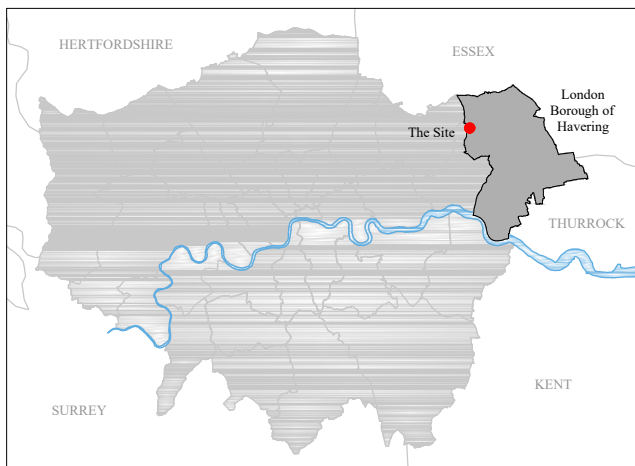 HERTFORDSHIRE
ESSEX
London
Borough of
Havering
The Site
THURROCK
KENT
SURREY